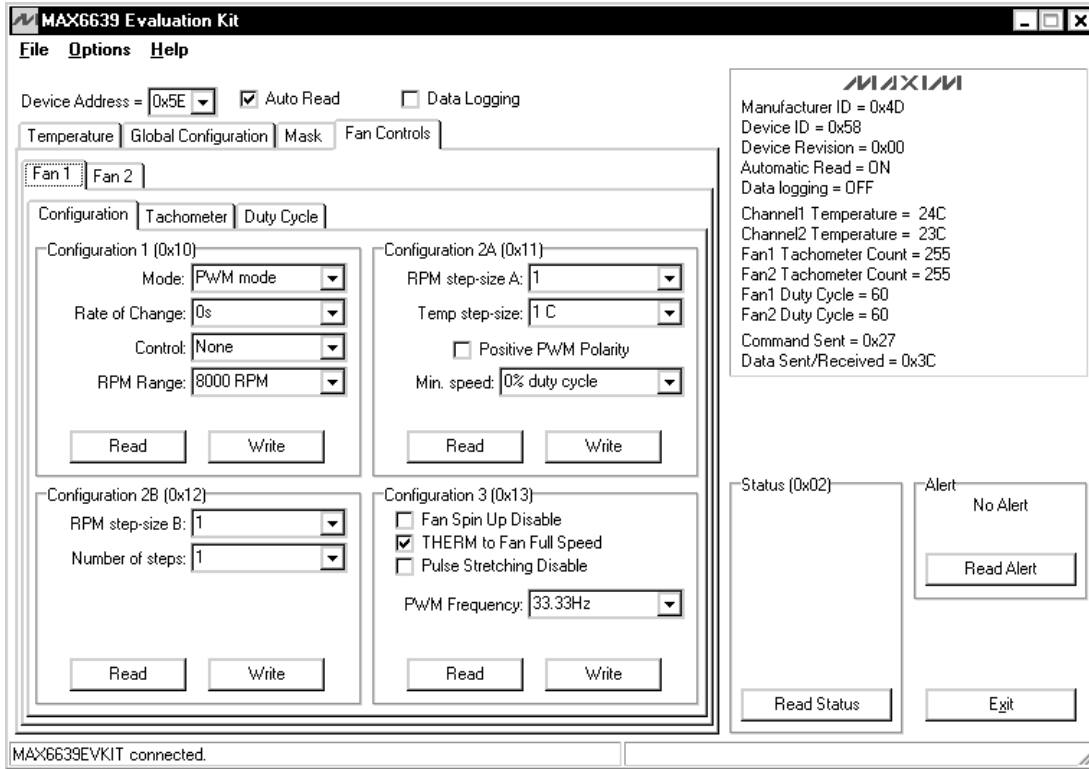 MAX6639 Evaluation Kit
File Options Help
Device Address = 0x5E Auto Read Data Logging
Temperature Global Configuration Mask Fan Controls
Fan 1 Fan 2
Configuration Tachometer Duty Cycle
Configuration 1 (0x10)
Mode: PWM mode
Rate of Change: 0s
Control: None
RPM Range: 8000 RPM
Read Write
Configuration 2A (0x11)
RPM step-size A: 1
Temp step-size: 1 C
Positive PWM Polarity
Min. speed: 0% duty cycle
Read Write
Configuration 2B (0x12)
RPM step-size B: 1
Number of steps: 1
Read Write
Configuration 3 (0x13)
Fan Spin Up Disable
THERM to Fan Full Speed
Pulse Stretching Disable
PWM Frequency: 33.33Hz
Read Write
MAXIM
Manufacturer ID = 0x4D
Device ID = 0x58
Device Revision = 0x00
Automatic Read = ON
Data logging = OFF
Channel1 Temperature = 24C
Channel2 Temperature = 23C
Fan1 Tachometer Count = 255
Fan2 Tachometer Count = 255
Fan1 Duty Cycle = 60
Fan2 Duty Cycle = 60
Command Sent = 0x27
Data Sent/Received = 0x3C
Status (0x02)
Read Status
Alert
No Alert
Read Alert
Exit
MAX6639EVKIT connected.